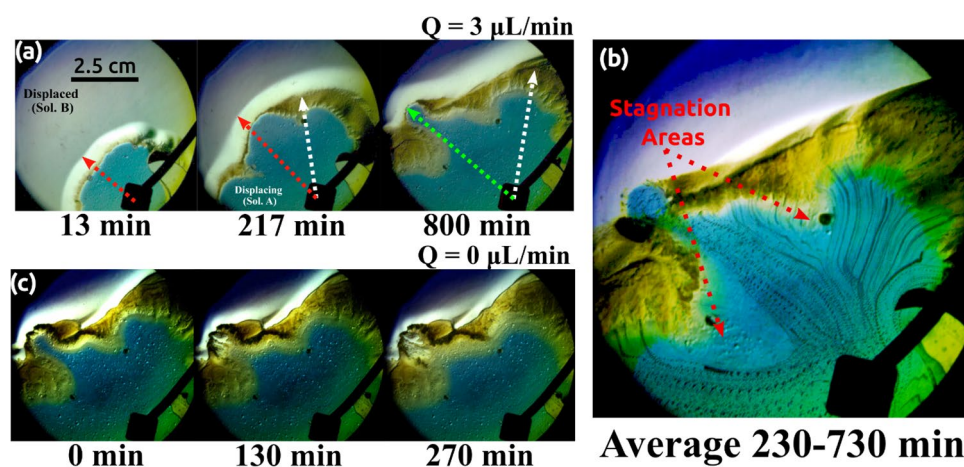 Q = 3 μL/min
(a)
2.5 cm
Displaced
(Sol. B)
Displacing
(Sol. A)
13 min
217 min
800 min
Q = 0 μL/min
(c)
0 min
130 min
270 min
(b)
Stagnation
Areas
Average 230-730 min